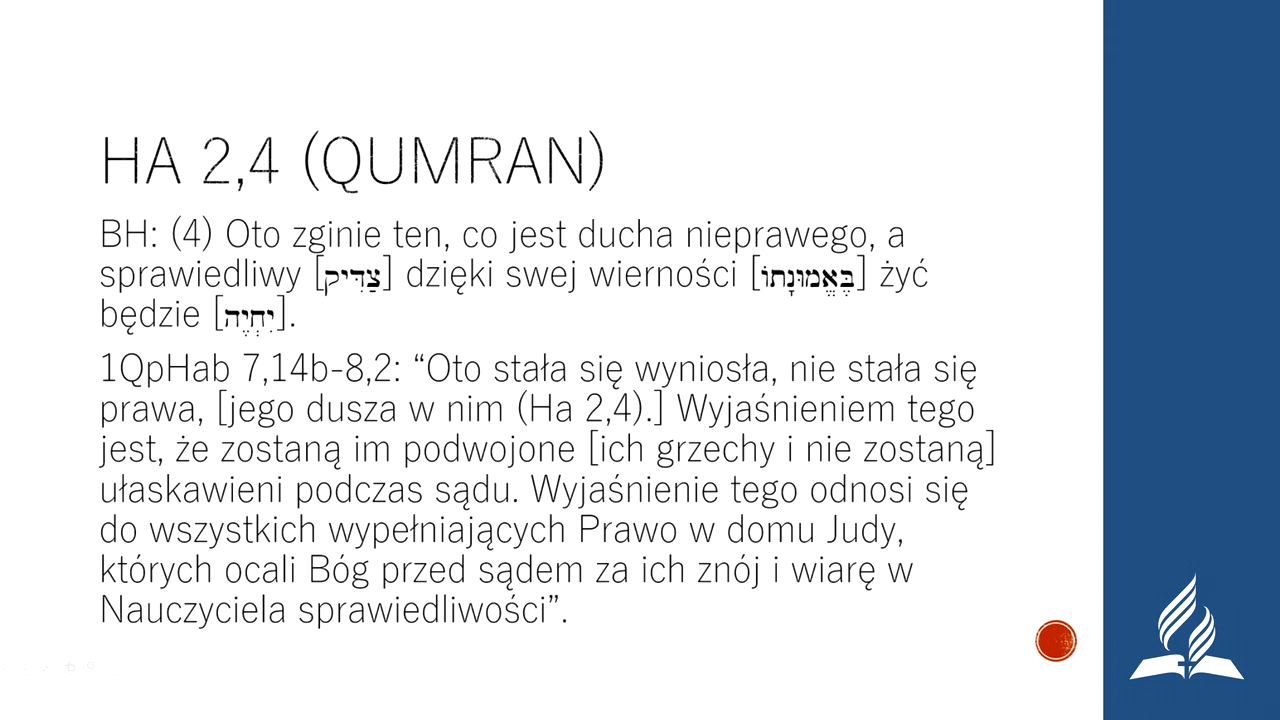 HA 2,4 (QUMRAN)
BH: (4) Oto zginie ten, co jest ducha nieprawego, a
sprawiedliwy [צַדִּיק] dzięki swej wierności [בֶּאֱמוּנָתוֹ] żyć
będzie [יִחְיֶה].
1QpHab 7,14b-8,2: “Oto stała się wyniosła, nie stała się
prawa, [jego dusza w nim (Ha 2,4).] Wyjaśnieniem tego
jest, że zostaną im podwojone [ich grzechy i nie zostaną]
ułaskawieni podczas sądu. Wyjaśnienie tego odnosi się
do wszystkich wypełniających Prawo w domu Judy,
których ocali Bóg przed sądem za ich znój i wiarę w
Nauczyciela sprawiedliwości”.